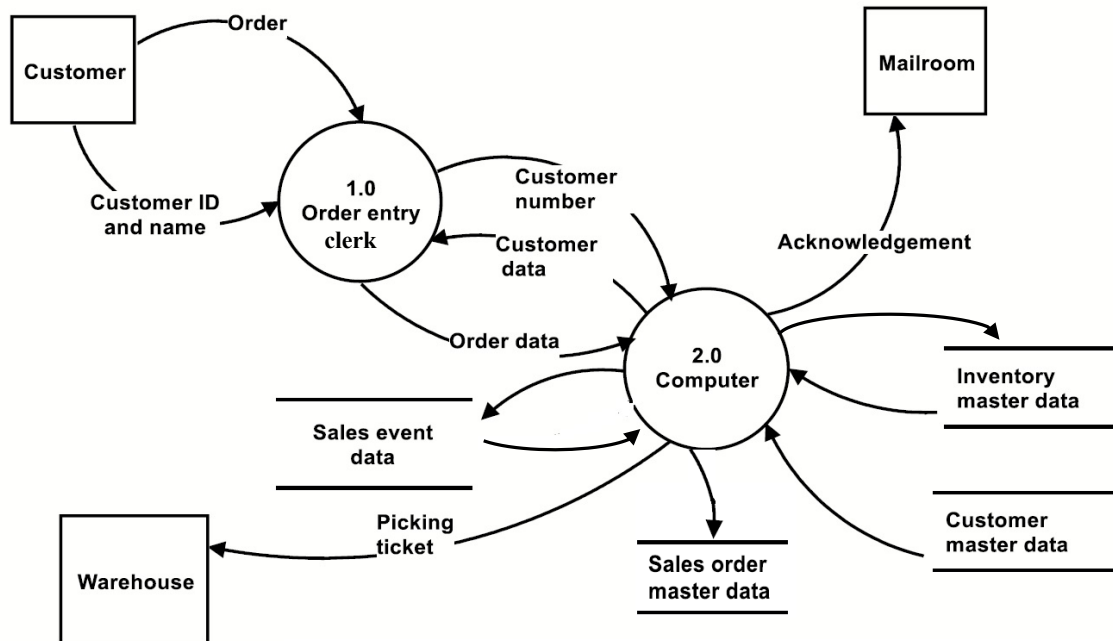 Order
Customer
Mailroom
Customer ID
and name
1.0
Order entry
clerk
Customer
number
Customer
data
Acknowledgement
Order data
2.0
Computer
Inventory
master data
Sales event
data
Customer
master data
Picking
ticket
Sales order
master data
Warehouse